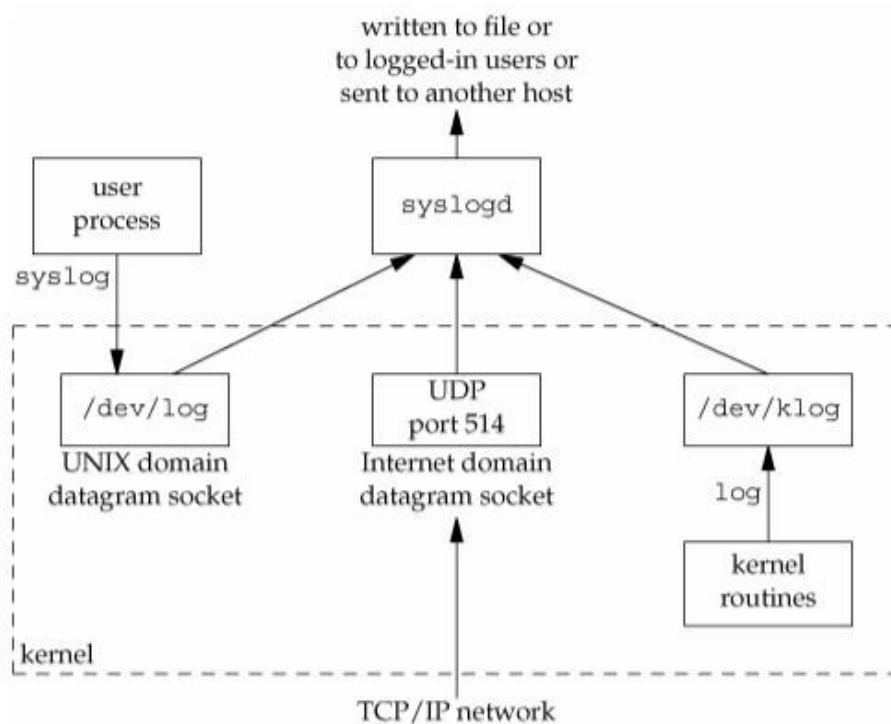 written to file or
to logged-in users or
sent to another host
user
process
syslogd
syslog
/dev/log
UDP
port 514
/dev/klog
UNIX domain
datagram socket
Internet domain
datagram socket
log
kernel
routines
kernel
TCP/IP network